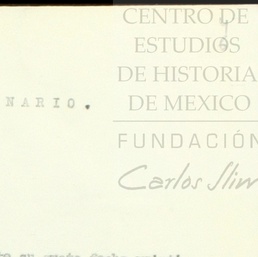 CENTRO DE
ESTUDIOS
DE HISTORIA
DE MEXICO
NARIO.
FUNDACIÓN
Carlos Slim